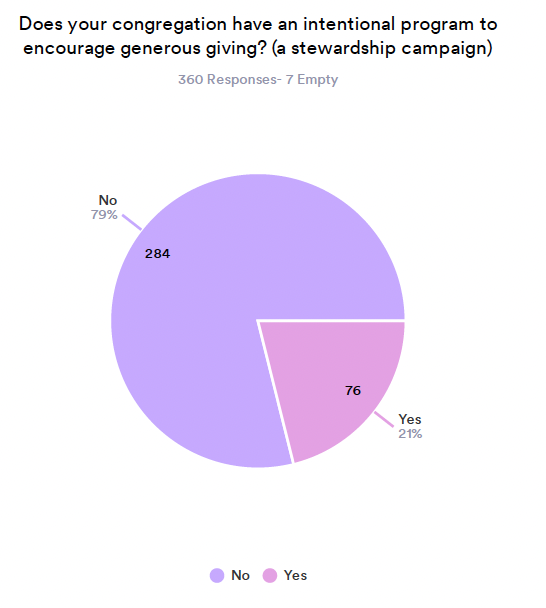 Does your congregation have an intentional program to
encourage generous giving? (a stewardship campaign)
360 Responses- 7 Empty
No
79%
284
76
Yes
21%
No Yes